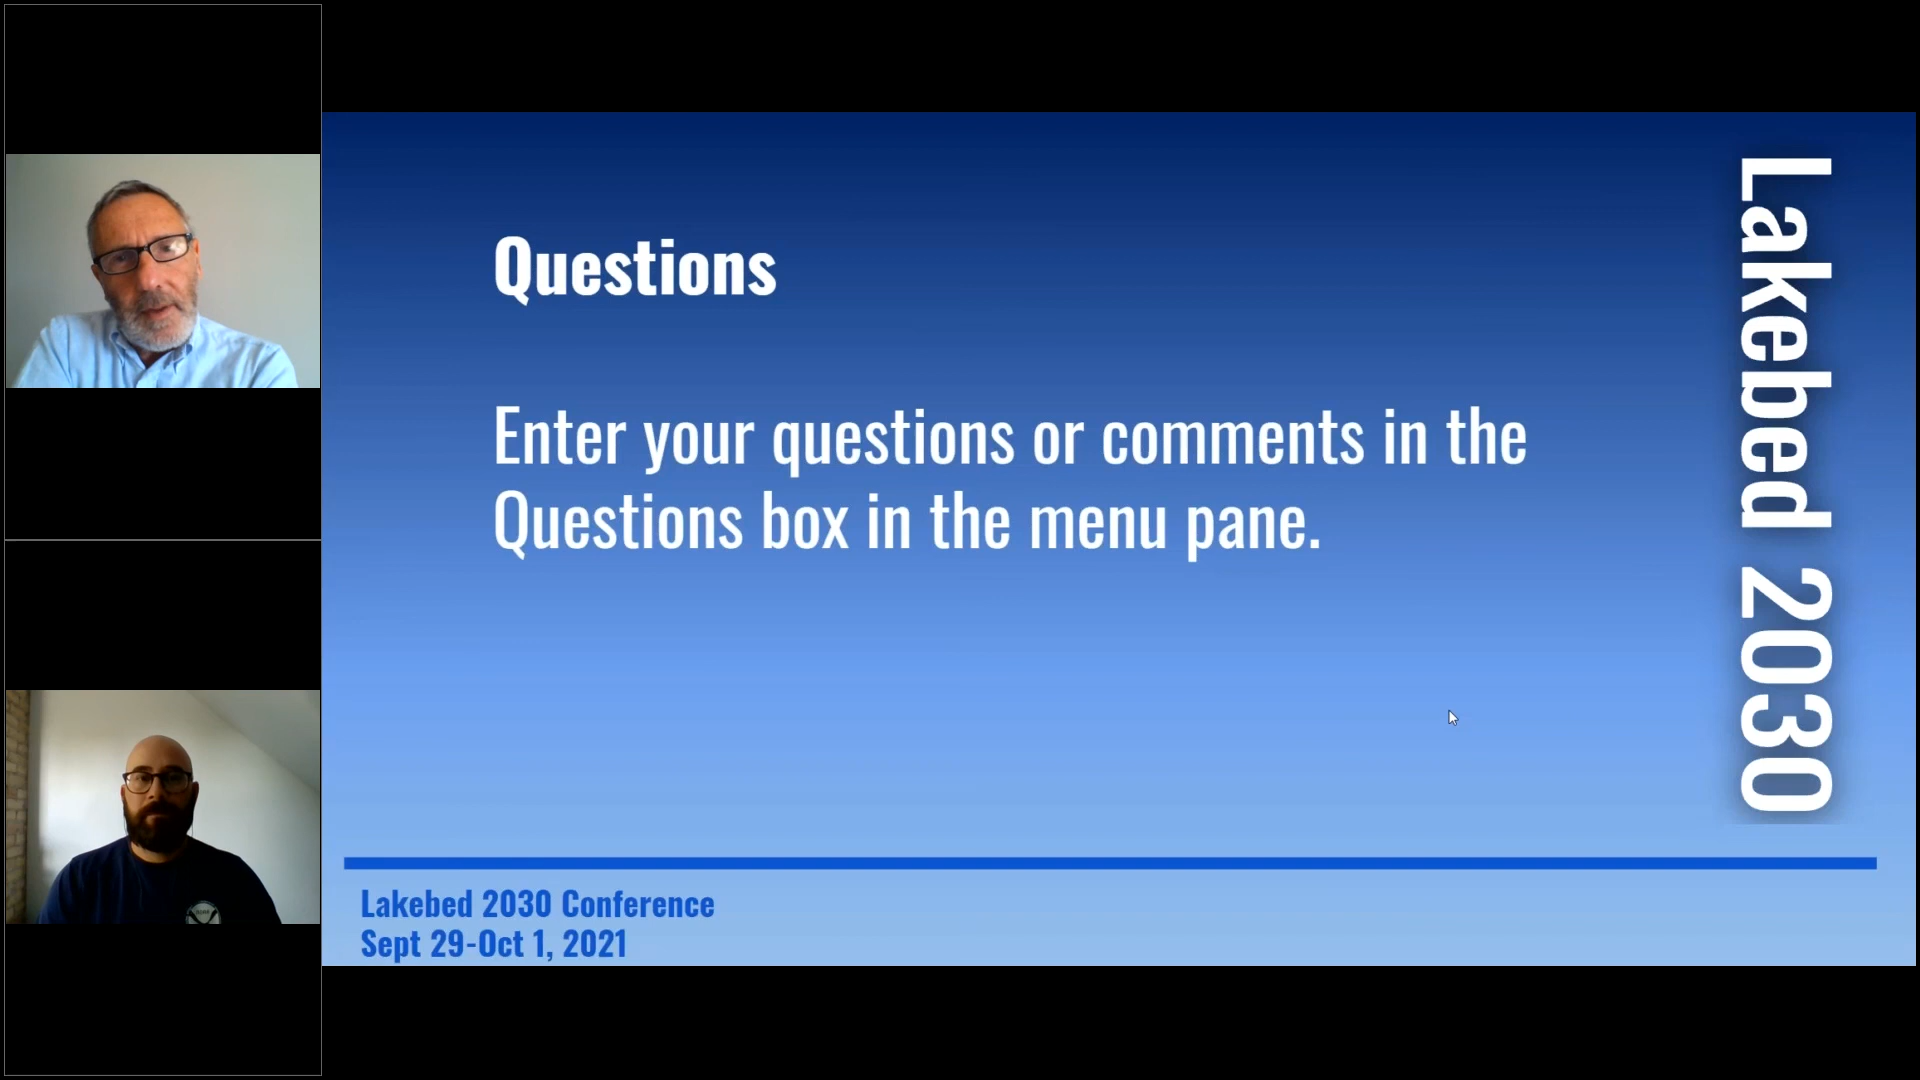 Questions
Enter your questions or comments in the
Questions box in the menu pane.
Lakebed 2030
Lakebed 2030 Conference
Sept 29-Oct 1, 2021